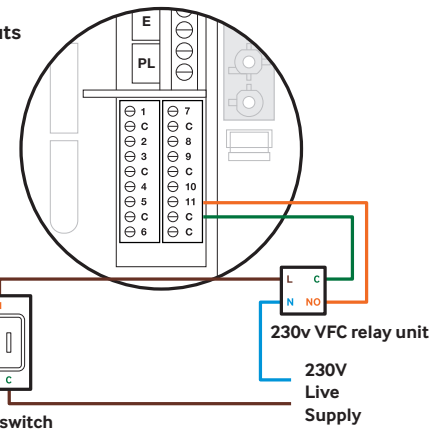 uts
E
PL
1 7
C C
2 8
3 9
C C
4 10
5 11
C C
6 C
L C
N NO
230v VFC relay unit
230V
Live
Supply
C
switch